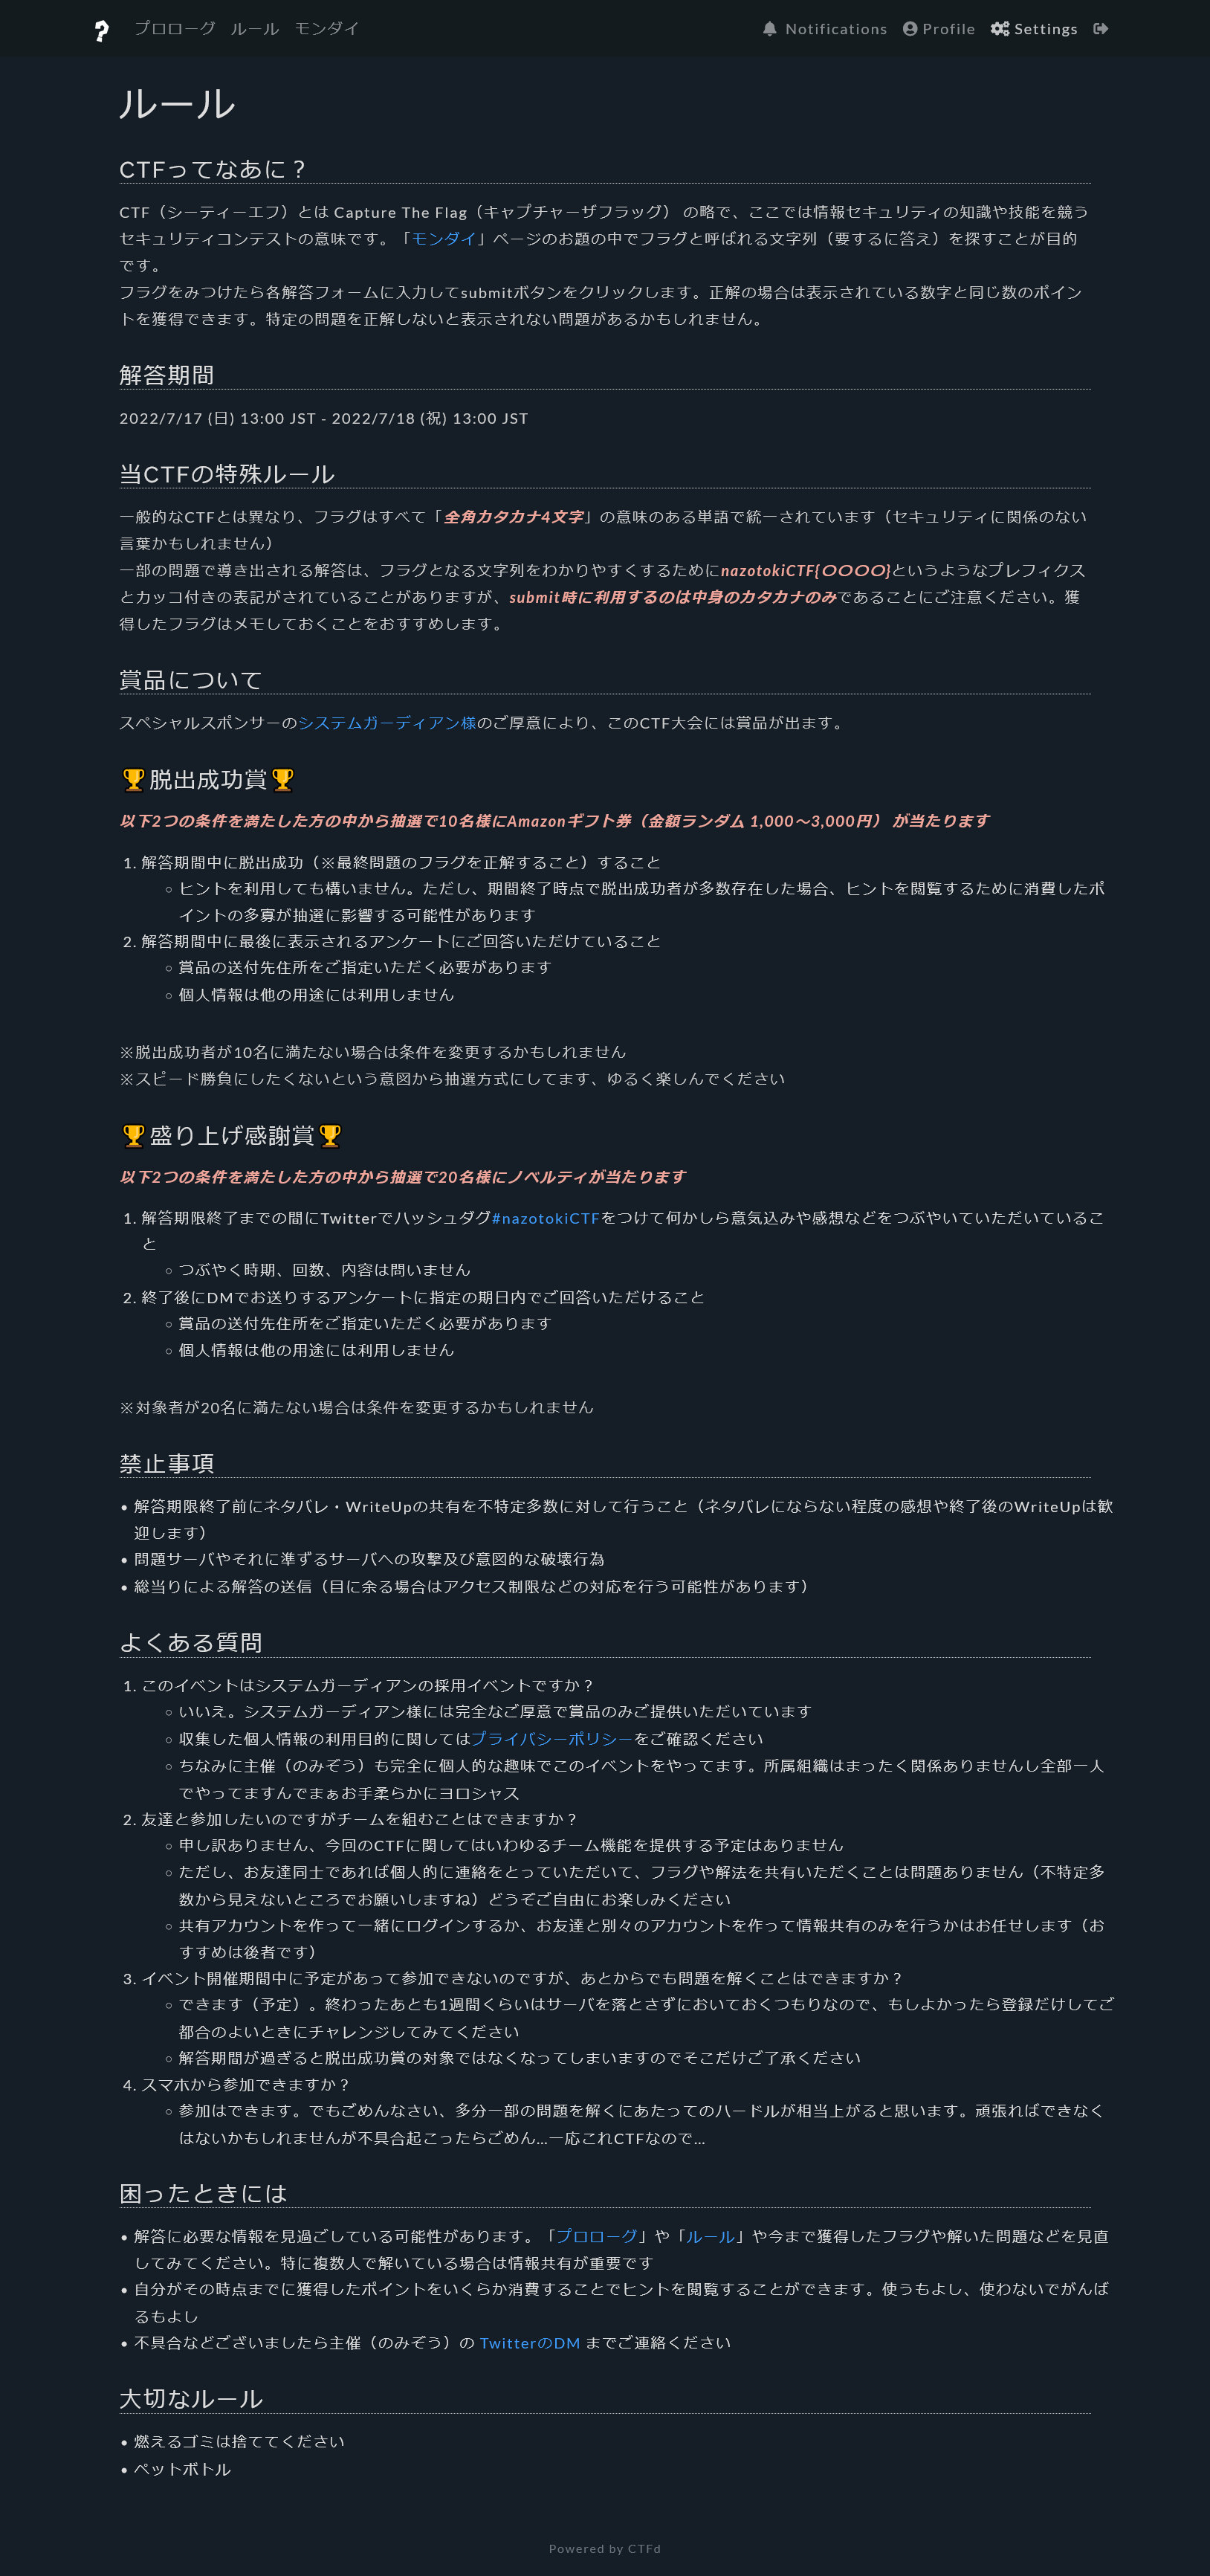 プロローグ ルール モンダイ Notifications Profile Settings
ルール
CTFってなあに？
CTF（シーティーエフ）とは Capture The Flag（キャプチャーザフラッグ） の略で、ここでは情報セキュリティの知識や技能を競う
セキュリティコンテストの意味です。「モンダイ」ページのお題の中でフラグと呼ばれる文字列（要するに答え）を探すことが目的
です。
フラグをみつけたら各解答フォームに入力してsubmitボタンをクリックします。正解の場合は表示されている数字と同じ数のポイン
トを獲得できます。特定の問題を正解しないと表示されない問題があるかもしれません。
解答期間
2022/7/17 (日) 13:00 JST - 2022/7/18 (祝) 13:00 JST
当CTFの特殊ルール
一般的なCTFとは異なり、フラグはすべて「全角カタカナ4文字」の意味のある単語で統一されています（セキュリティに関係のない
言葉かもしれません）
一部の問題で導き出される解答は、フラグとなる文字列をわかりやすくするためにnazotokiCTF{〇〇〇〇}というようなプレフィクス
とカッコ付きの表記がされていることがありますが、submit時に利用するのは中身のカタカナのみであることにご注意ください。獲
得したフラグはメモしておくことをおすすめします。
賞品について
スペシャルスポンサーのシステムガーディアン様のご厚意により、このCTF大会には賞品が出ます。
🏆脱出成功賞🏆
以下2つの条件を満たした方の中から抽選で10名様にAmazonギフト券（金額ランダム 1,000〜3,000円） が当たります
1. 解答期間中に脱出成功（※最終問題のフラグを正解すること）すること
◦ ヒントを利用しても構いません。ただし、期間終了時点で脱出成功者が多数存在した場合、ヒントを閲覧するために消費したポ
イントの多寡が抽選に影響する可能性があります
2. 解答期間中に最後に表示されるアンケートにご回答いただけていること
◦ 賞品の送付先住所をご指定いただく必要があります
◦ 個人情報は他の用途には利用しません
※脱出成功者が10名に満たない場合は条件を変更するかもしれません
※スピード勝負にしたくないという意図から抽選方式にしてます、ゆるく楽しんでください
🏆盛り上げ感謝賞🏆
以下2つの条件を満たした方の中から抽選で20名様にノベルティが当たります
1. 解答期限終了までの間にTwitterでハッシュダグ#nazotokiCTFをつけて何かしら意気込みや感想などをつぶやいていただいているこ
と
◦ つぶやく時期、回数、内容は問いません
2. 終了後にDMでお送りするアンケートに指定の期日内でご回答いただけること
◦ 賞品の送付先住所をご指定いただく必要があります
◦ 個人情報は他の用途には利用しません
※対象者が20名に満たない場合は条件を変更するかもしれません
禁止事項
• 解答期限終了前にネタバレ・WriteUpの共有を不特定多数に対して行うこと（ネタバレにならない程度の感想や終了後のWriteUpは歓
迎します）
• 問題サーバやそれに準ずるサーバへの攻撃及び意図的な破壊行為
• 総当りによる解答の送信（目に余る場合はアクセス制限などの対応を行う可能性があります）
よくある質問
1. このイベントはシステムガーディアンの採用イベントですか？
◦ いいえ。システムガーディアン様には完全なご厚意で賞品のみご提供いただいています
◦ 収集した個人情報の利用目的に関してはプライバシーポリシーをご確認ください
◦ ちなみに主催（のみぞう）も完全に個人的な趣味でこのイベントをやってます。所属組織はまったく関係ありませんし全部一人
でやってますんでまぁお手柔らかにヨロシャス
2. 友達と参加したいのですがチームを組むことはできますか？
◦ 申し訳ありません、今回のCTFに関してはいわゆるチーム機能を提供する予定はありません
◦ ただし、お友達同士であれば個人的に連絡をとっていただいて、フラグや解法を共有いただくことは問題ありません（不特定多
数から見えないところでお願いしますね）どうぞご自由にお楽しみください
◦ 共有アカウントを作って一緒にログインするか、お友達と別々のアカウントを作って情報共有のみを行うかはお任せします（お
すすめは後者です）
3. イベント開催期間中に予定があって参加できないのですが、あとからでも問題を解くことはできますか？
◦ できます（予定）。終わったあとも1週間くらいはサーバを落とさずにおいておくつもりなので、もしよかったら登録だけしてご
都合のよいときにチャレンジしてみてください
◦ 解答期間が過ぎると脱出成功賞の対象ではなくなってしまいますのでそこだけご了承ください
4. スマホから参加できますか？
◦ 参加はできます。でもごめんなさい、多分一部の問題を解くにあたってのハードルが相当上がると思います。頑張ればできなく
はないかもしれませんが不具合起こったらごめん...一応これCTFなので...
困ったときには
• 解答に必要な情報を見過ごしている可能性があります。「プロローグ」や「ルール」や今まで獲得したフラグや解いた問題などを見直
してみてください。特に複数人で解いている場合は情報共有が重要です
• 自分がその時点までに獲得したポイントをいくらか消費することでヒントを閲覧することができます。使うもよし、使わないでがんば
るもよし
• 不具合などございましたら主催（のみぞう）の TwitterのDM までご連絡ください
大切なルール
• 燃えるゴミは捨ててください
• ペットボトル
Powered by CTFd